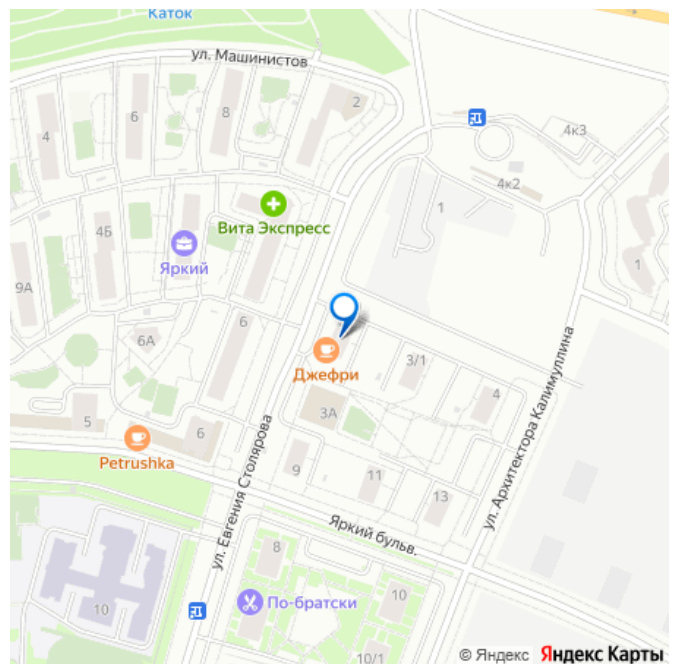 Каток
ул. Машинистов
2
8
6
4
4к3
4к2
1
Вита Экспресс
4Б
Яркий
9А
1
6
6А
Джефри
3/1
4
3А
5
6
Petrushka
9
11
13
ул. Евгения Столярова
ул. Архитектора Калимуллина
Яркий бульв.
8
10
По-братски
10
10/1
© Яндекс Яндекс Карты